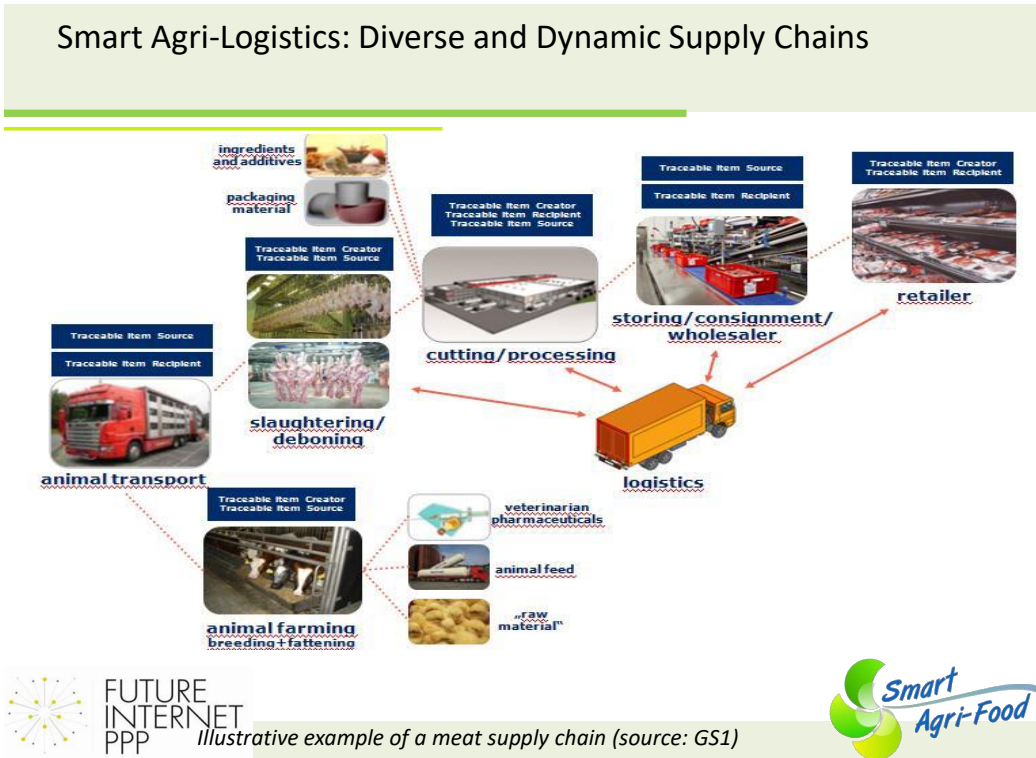 Smart Agri-Logistics: Diverse and Dynamic Supply Chains
ingredients
and additives
packaging
material
Traceable Item Creator
Traceable Item Source
Traceable Item Creator
Traceable Item Recipient
Traceable Item Source
Traceable Item Source
Traceable Item Recipient
Traceable Item Creator
Traceable Item Recipient
retailer
storing/consignment/
wholesaler
cutting/processing
Traceable Item Source
Traceable Item Recipient
slaughtering/
deboning
animal transport
logistics
Traceable Item Creator
Traceable Item Source
veterinarian
pharmaceuticals
animal feed
„raw
material“
animal farming
breeding+fattening
FUTURE
INTERNET
PPP
Illustrative example of a meat supply chain (source: GS1)
Smart
Agri-Food